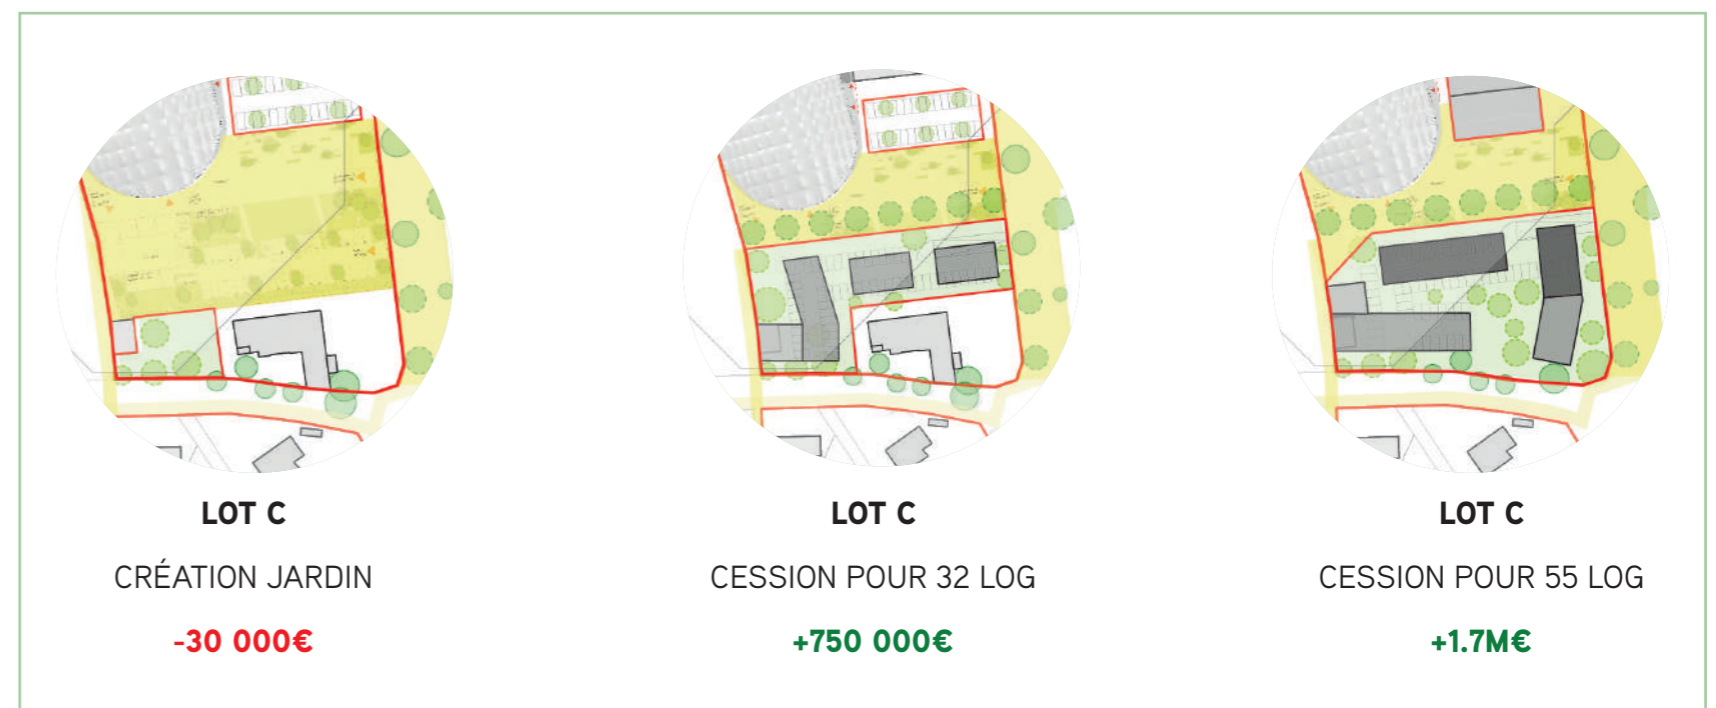 LOT C
CRÉATION JARDIN
-30 000€
LOT C
CESSION POUR 32 LOG
+750 000€
LOT C
CESSION POUR 55 LOG
+1.7M€